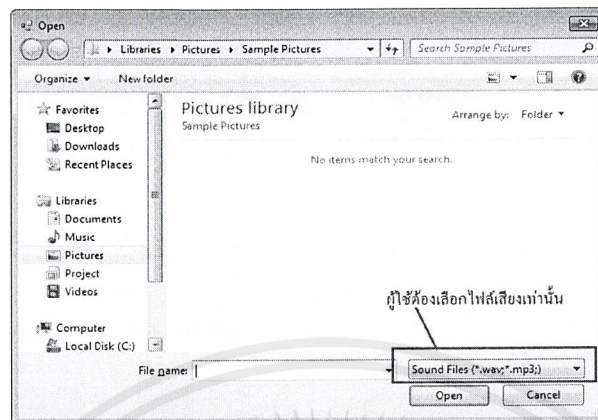 Open
Libraries ▸ Pictures ▸ Sample Pictures
Search Sample Pictures
Organize ▾ New folder
Favorites
Desktop
Downloads
Recent Places
Libraries
Documents
Music
Pictures
Project
Videos
Computer
Local Disk (C:)
Pictures library
Sample Pictures
Arrange by: Folder ▾
No items match your search.
ผู้ใช้ต้องเลือกไฟล์เสียงเท่านั้น
File name:
Sound Files (*.wav;*.mp3;)
Open
Cancel